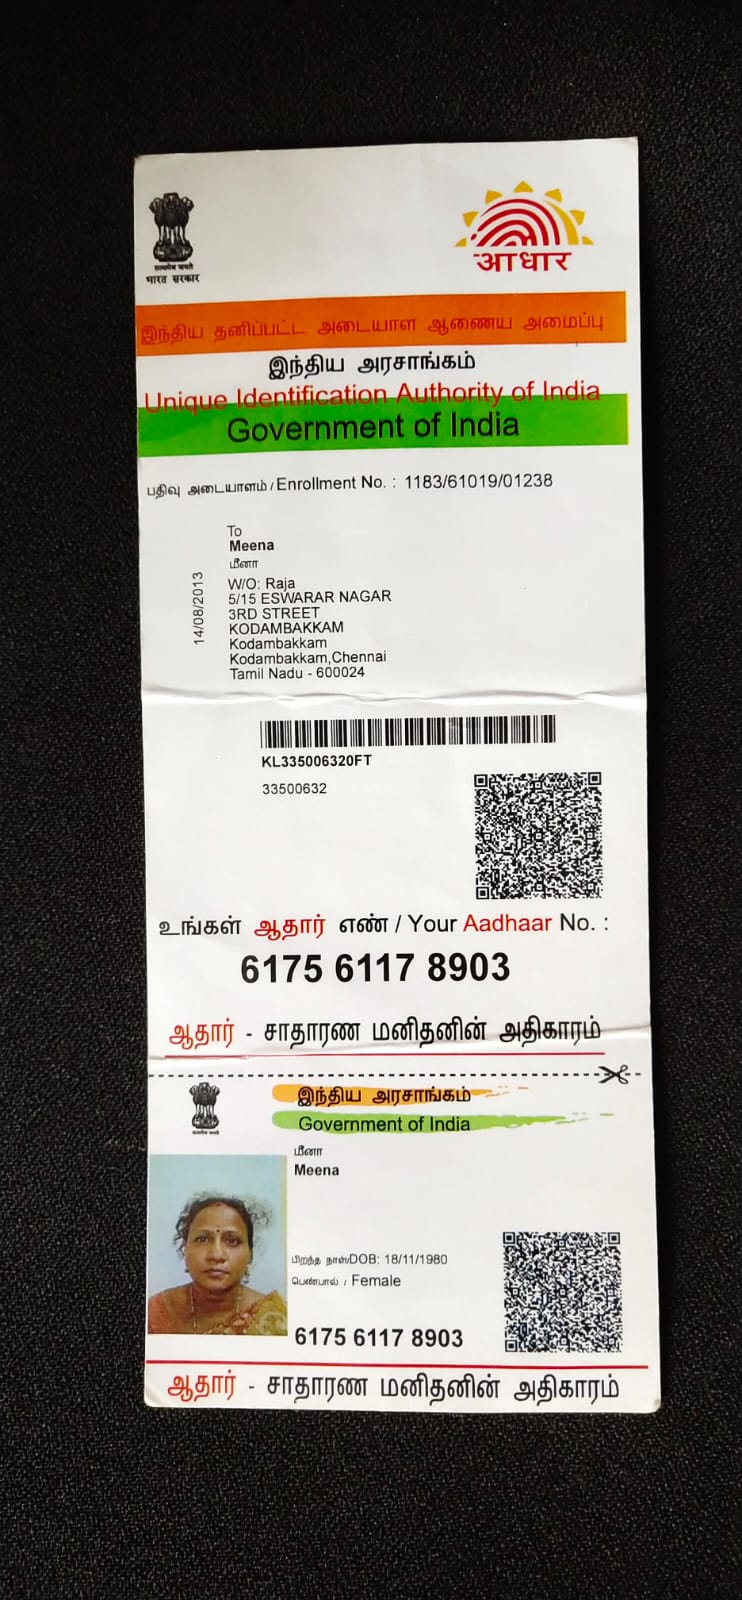 भारत सरकार
आधार
இந்திய தனிப்பட்ட அடையாள ஆணைய அமைப்பு
இந்திய அரசாங்கம்
Unique Identification Authority of India
Government of India
பதிவு அடையாளம் / Enrollment No. : 1183/61019/01238
To
Meena
மீனா
W/O: Raja
5/15 ESWARAR NAGAR
3RD STREET
KODAMBAKKAM
Kodambakkam
Kodambakkam,Chennai
Tamil Nadu - 600024
14/08/2013
KL335006320FT
33500632
உங்கள் ஆதார் எண் / Your Aadhaar No. :
6175 6117 8903
ஆதார் - சாதாரண மனிதனின் அதிகாரம்
இந்திய அரசாங்கம்
Government of India
மீனா
Meena
பிறந்த நாள்/DOB: 18/11/1980
பெண்பால் / Female
6175 6117 8903
ஆதார் - சாதாரண மனிதனின் அதிகாரம்